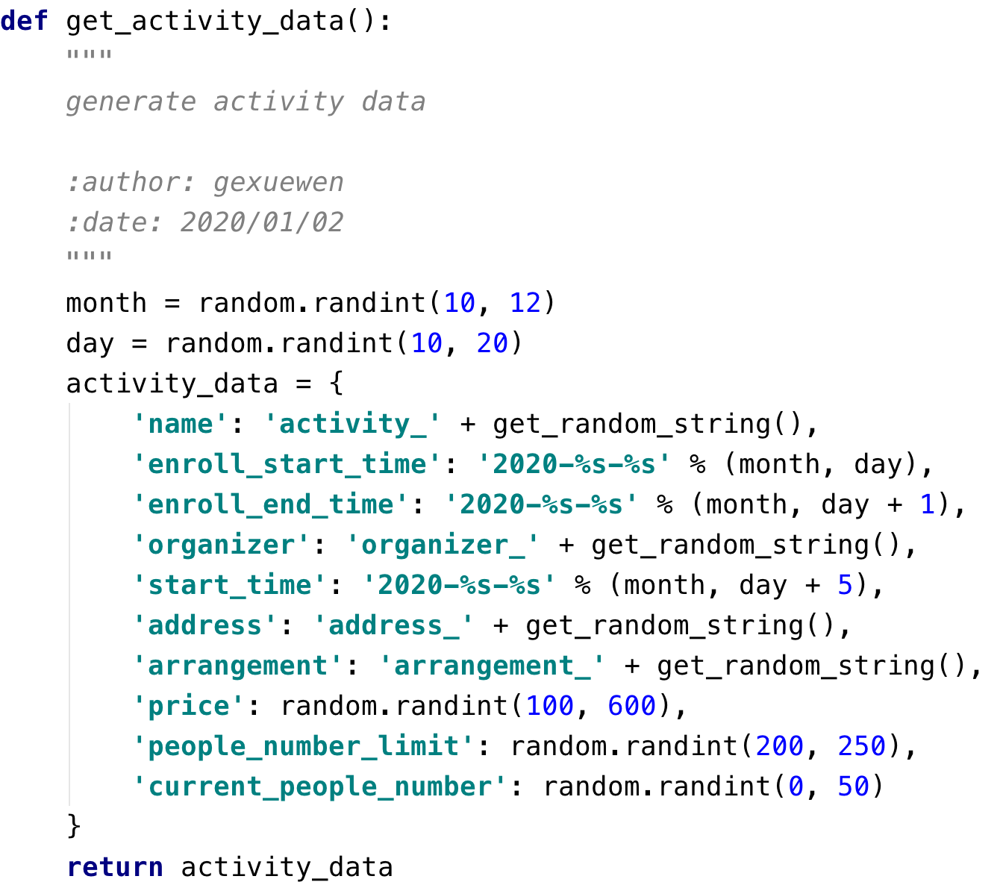 def get_activity_data():
    """
    generate activity data

    :author: gexuewen
    :date: 2020/01/02
    """
    month = random.randint(10, 12)
    day = random.randint(10, 20)
    activity_data = {
        'name': 'activity_' + get_random_string(),
        'enroll_start_time': '2020-%s-%s' % (month, day),
        'enroll_end_time': '2020-%s-%s' % (month, day + 1),
        'organizer': 'organizer_' + get_random_string(),
        'start_time': '2020-%s-%s' % (month, day + 5),
        'address': 'address_' + get_random_string(),
        'arrangement': 'arrangement_' + get_random_string(),
        'price': random.randint(100, 600),
        'people_number_limit': random.randint(200, 250),
        'current_people_number': random.randint(0, 50)
    }
    return activity_data